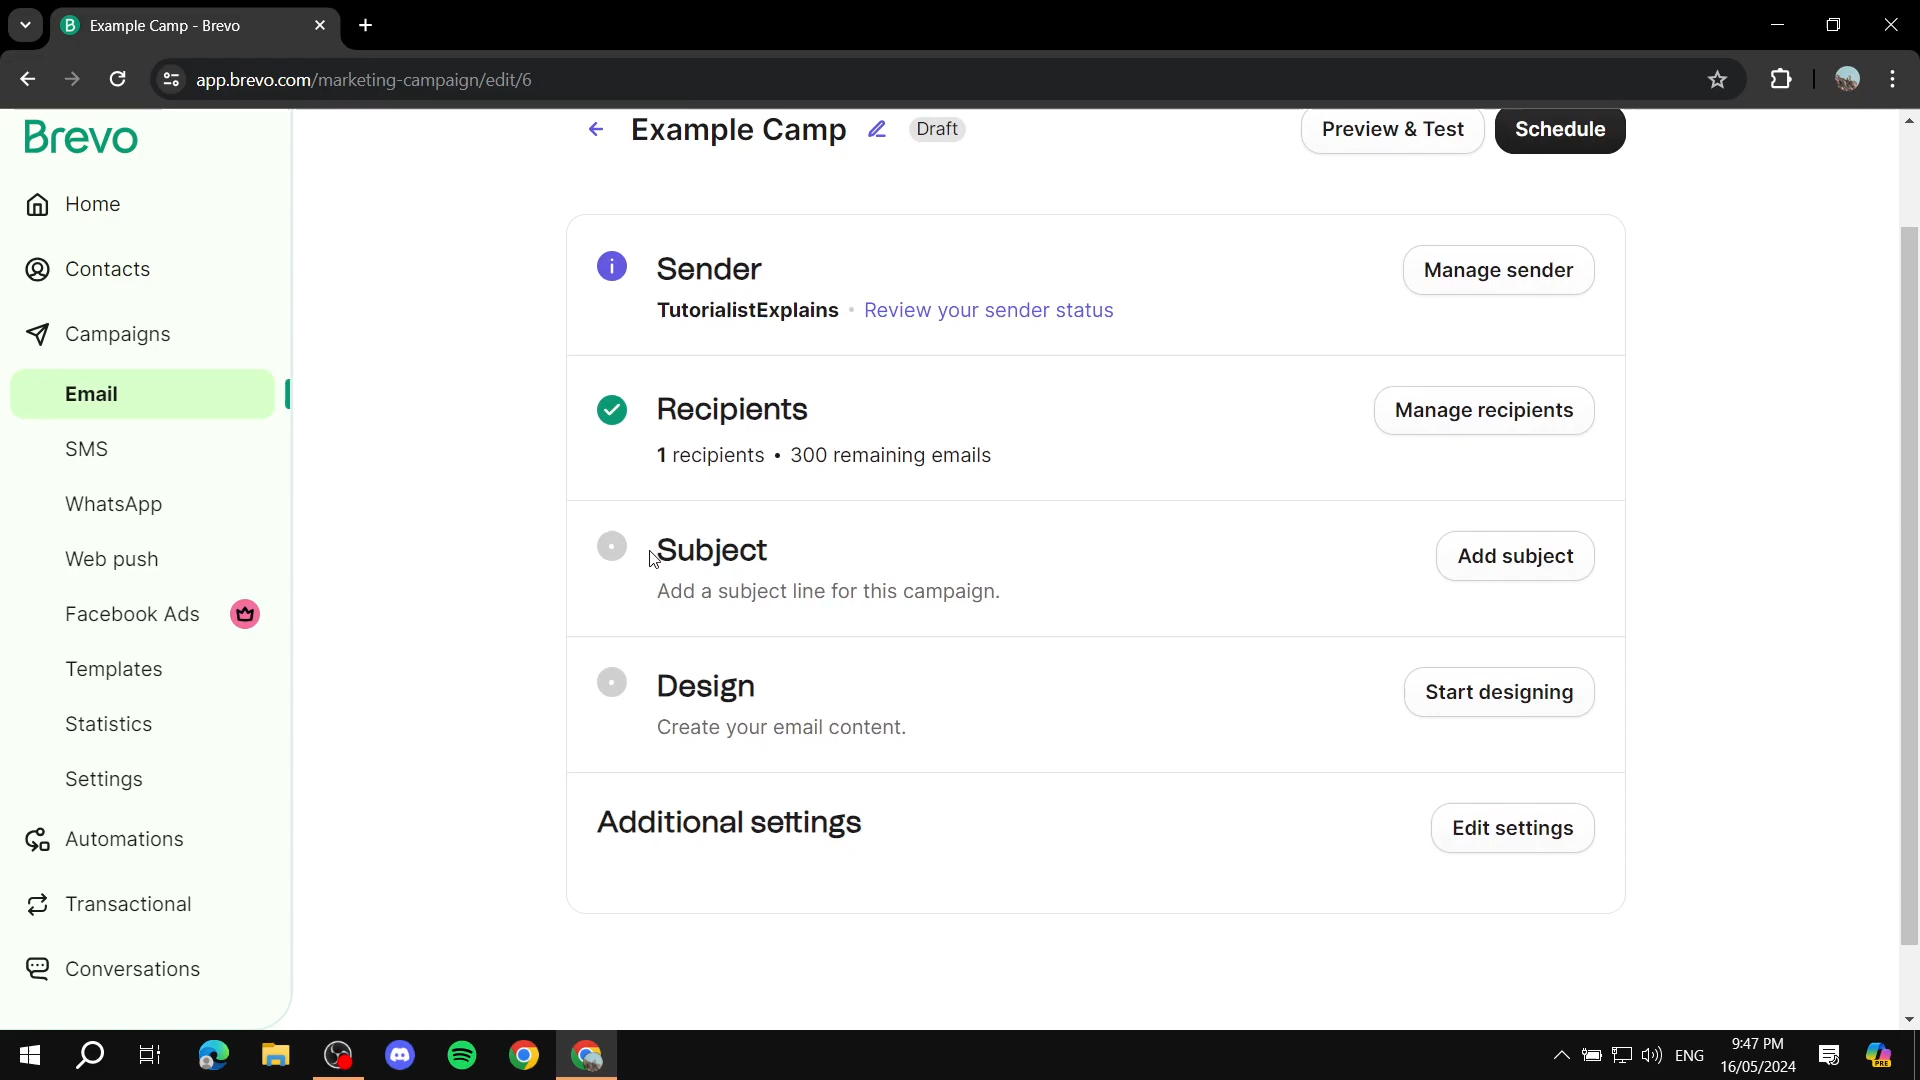 Example Camp - Brevo
app.brevo.com/marketing-campaign/edit/6
Brevo
Home
Contacts
Campaigns
Email
SMS
WhatsApp
Web push
Facebook Ads
Templates
Statistics
Settings
Automations
Transactional
Conversations
Example Camp Draft Preview & Test Schedule
Sender Manage sender
TutorialistExplains • Review your sender status
Recipients Manage recipients
1 recipients • 300 remaining emails
Subject Add subject
Add a subject line for this campaign.
Design Start designing
Create your email content.
Additional settings Edit settings
ENG
9:47 PM
16/05/2024
PRE